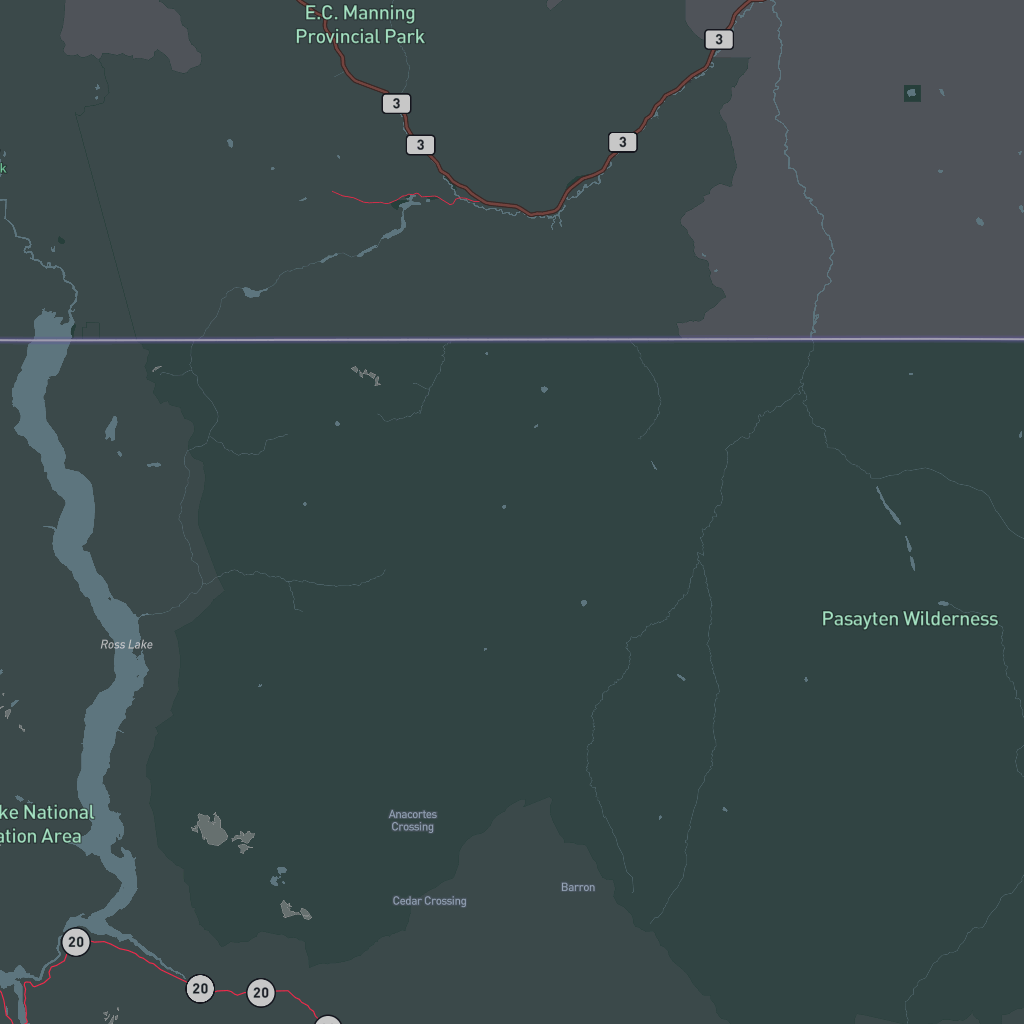 E.C. Manning
Provincial Park
3
3
3
3
k
Pasayten Wilderness
Ross Lake
ke National
ation Area
Anacortes
Crossing
Barron
Cedar Crossing
20
20
20